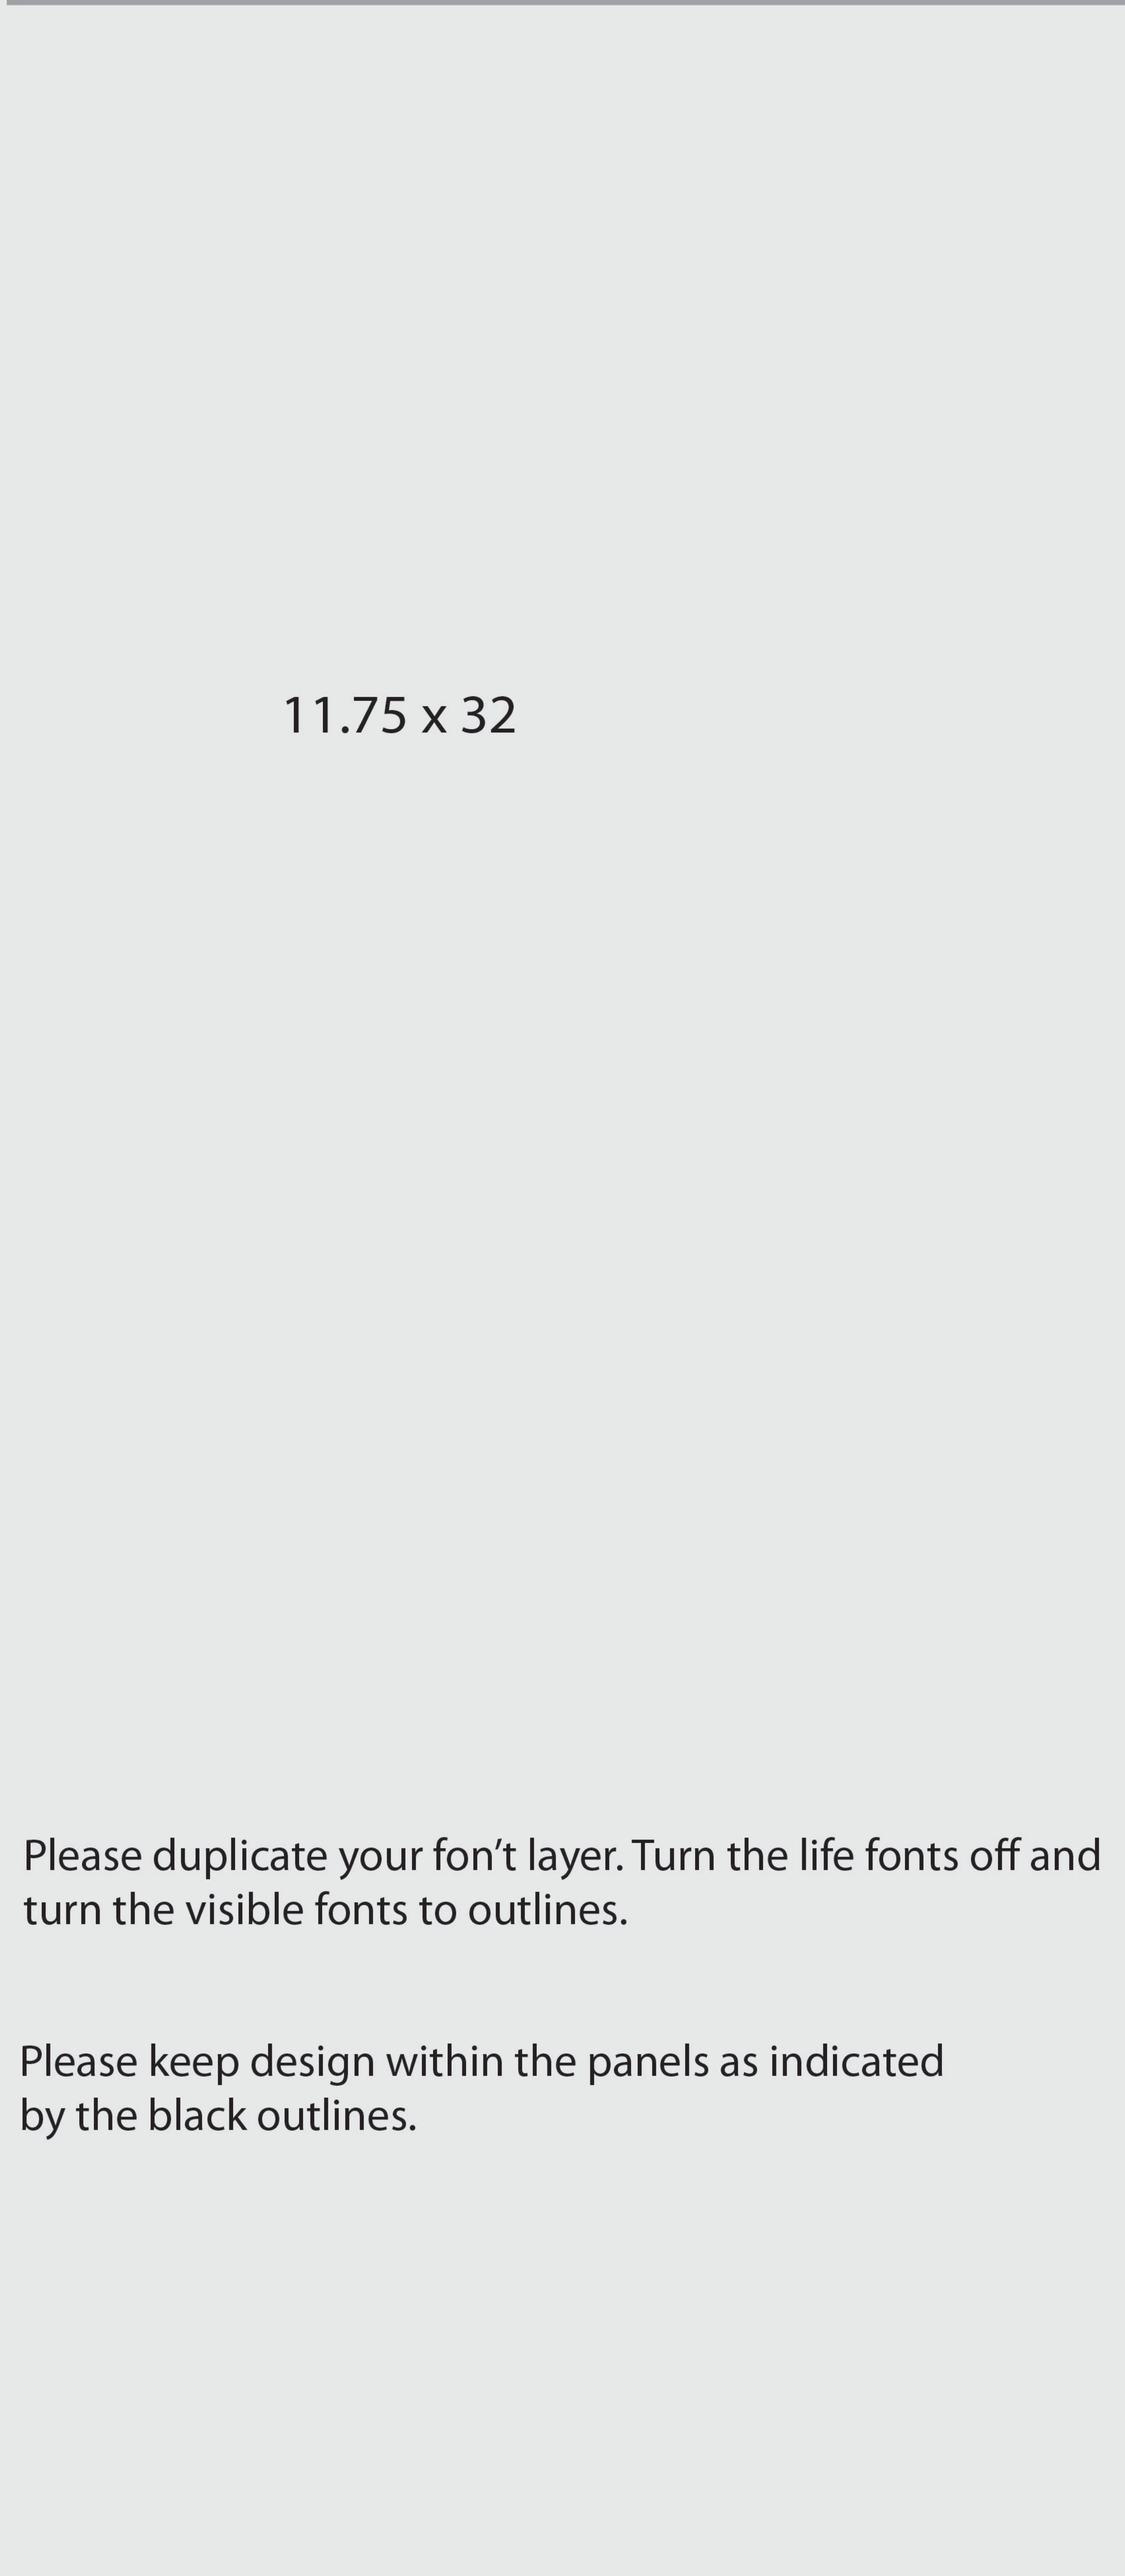 11.75 x 32
Please duplicate your fon’t layer. Turn the life fonts off and
turn the visible fonts to outlines.
Please keep design within the panels as indicated
by the black outlines.